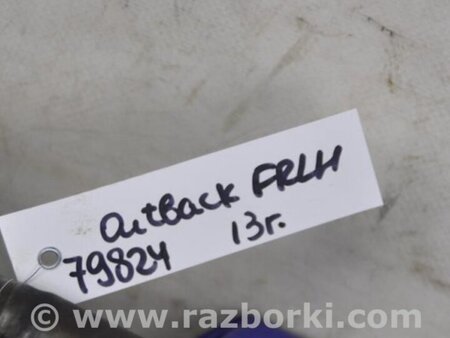 Outback FRLH
79824 13г.
© www.razborki.com